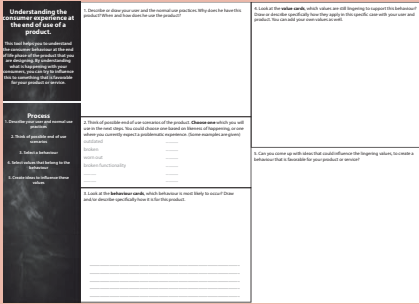 Understanding the
consumer experience at
the end of use of a
product.
This tool helps you to understand
the consumer behaviour at the end
of life phase of the product that you
are designing. By understanding
what is happening with your
consumers, you can try to influence
this to something that is favorable
for your product or service!
Process
1. Describe your user and normal use
practices
2. Think of possible end of use
scenarios
3. Select a behaviour
4. Select values that belong to the
behaviour
5. Create ideas to influence these
values
1. Describe or draw your user and the normal use practices: Why does he have this
product? When and how does he use the product?
2. Think of possible end of use scenarios of the product. Choose one which you will
use in the next steps. You could choose one based on likeness of happening, or one
where you currently expect a problematic experience. (Some examples are given)
outdated
broken
worn out
broken functionality
3. Look at the behaviour cards, which behaviour is most likely to occur? Draw
and/or describe specifically how it is for this product.
4. Look at the value cards, which values are still lingering to support this behaviour?
Draw or describe specifically how they apply in this specific case with your user and
product. You can add your own values as well.
5. Can you come up with ideas that could influence the lingering values, to create a
behaviour that is favorable for your product or service?